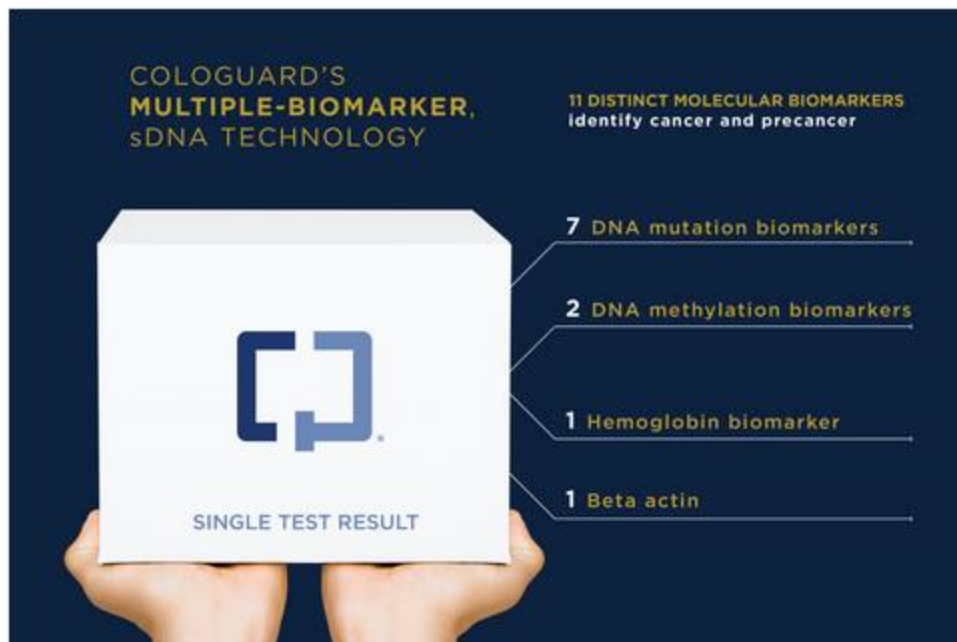 COLOGUARD'S
MULTIPLE-BIOMARKER,
sDNA TECHNOLOGY
11 DISTINCT MOLECULAR BIOMARKERS
identify cancer and precancer
7 DNA mutation biomarkers
2 DNA methylation biomarkers
1 Hemoglobin biomarker
1 Beta actin
SINGLE TEST RESULT